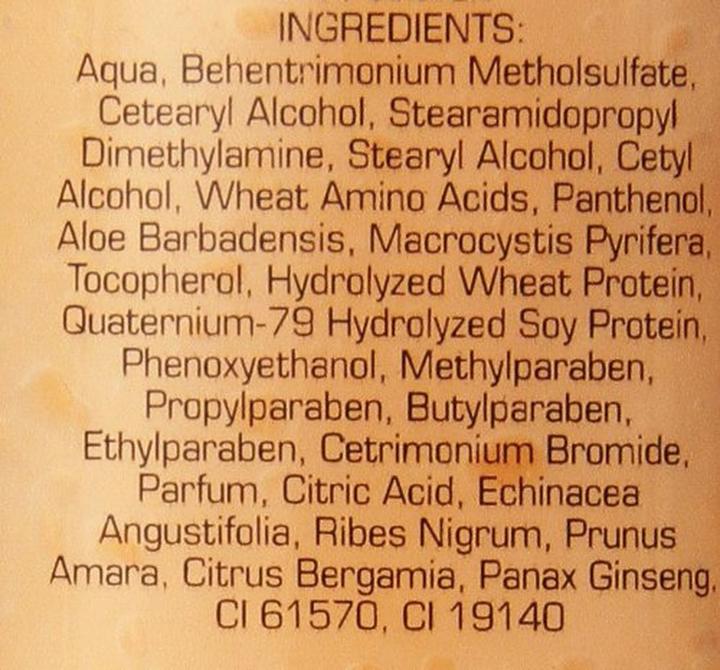 INGREDIENTS:
Aqua, Behentrimonium Metholsulfate,
Cetearyl Alcohol, Stearamidopropyl
Dimethylamine, Stearyl Alcohol, Cetyl
Alcohol, Wheat Amino Acids, Panthenol,
Aloe Barbadensis, Macrocystis Pyrifera,
Tocopherol, Hydrolyzed Wheat Protein,
Quaternium-79 Hydrolyzed Soy Protein,
Phenoxyethanol, Methylparaben,
Propylparaben, Butylparaben,
Ethylparaben, Cetrimonium Bromide,
Parfum, Citric Acid, Echinacea
Angustifolia, Ribes Nigrum, Prunus
Amara, Citrus Bergamia, Panax Ginseng,
CI 61570, CI 19140